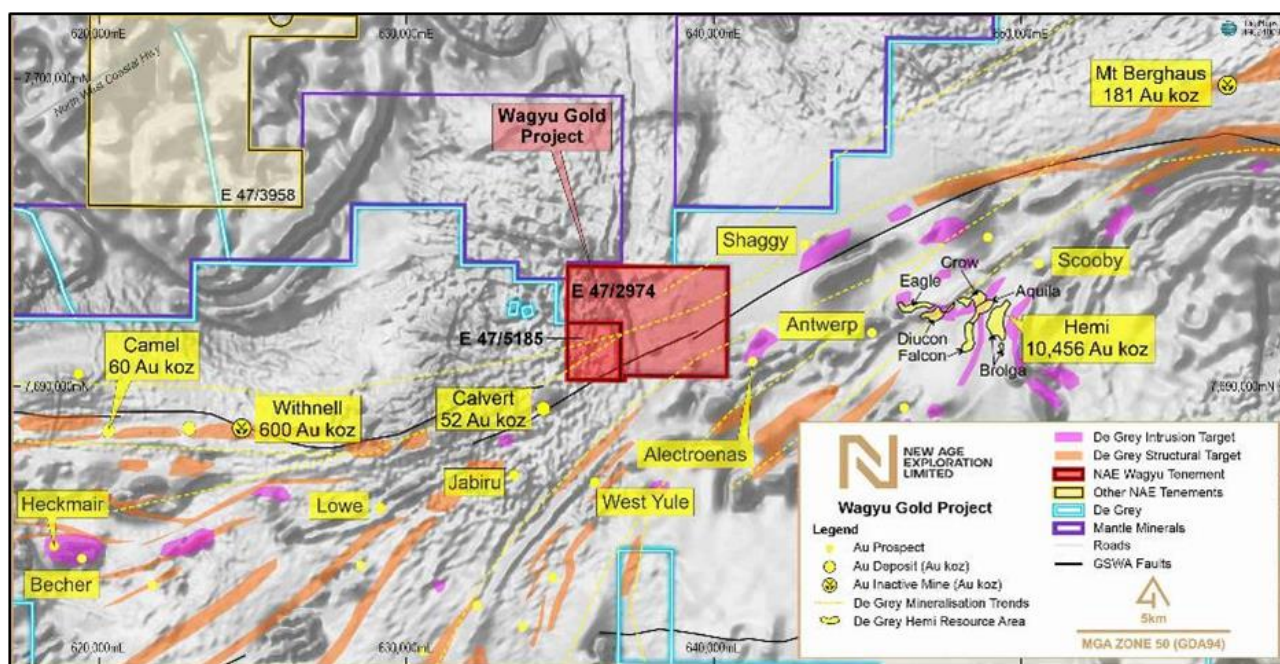 620,000mE
630,000mE
640,000mE
650,000mE
7,700,000mN
North West Coastal Hwy
Mt Berghaus
181 Au koz
Wagyu Gold
Project
E 47/3958
Shaggy
Scooby
Crow
Eagle
Aquila
E 47/2974
Antwerp
Diucon
Falcon
Hemi
10,456 Au koz
E 47/5185
Brolga
Camel
60 Au koz
7,690,000mN
7,690,000mN
Withnell
600 Au koz
Calvert
52 Au koz
Alectroenas
Jabiru
West Yule
Heckmair
Lowe
Becher
NEW AGE
EXPLORATION
LIMITED
Wagyu Gold Project
Legend
Au Prospect
Au Deposit (Au koz)
Au Inactive Mine (Au koz)
De Grey Mineralisation Trends
De Grey Hemi Resource Area
De Grey Intrusion Target
De Grey Structural Target
NAE Wagyu Tenement
Other NAE Tenements
De Grey
Mantle Minerals
Roads
GSWA Faults
5km
MGA ZONE 50 (GDA94)
620,000mE
630,000mE
640,000mE